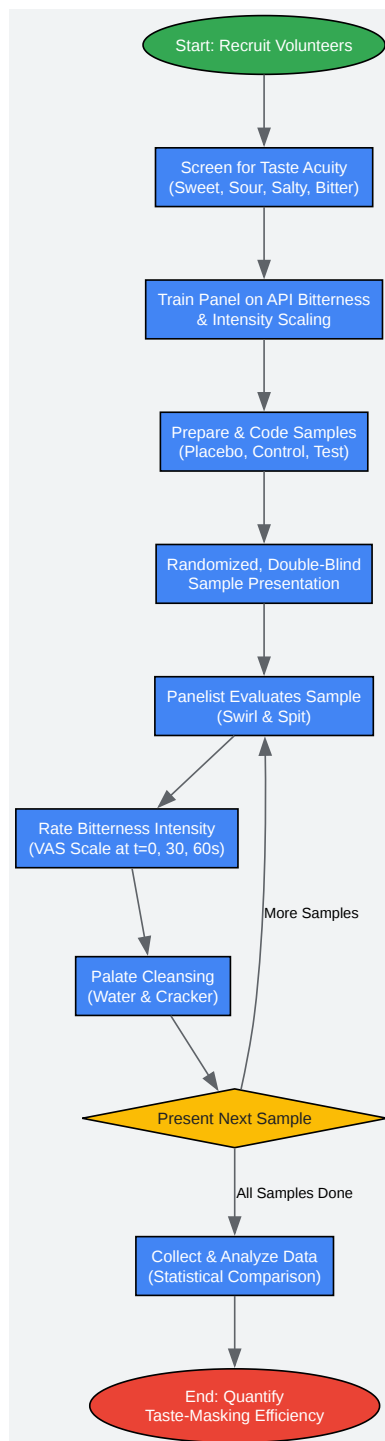 Start: Recruit Volunteers
Screen for Taste Acuity
(Sweet, Sour, Salty, Bitter)
Train Panel on API Bitterness
& Intensity Scaling
Prepare & Code Samples
(Placebo, Control, Test)
Randomized, Double-Blind
Sample Presentation
Panelist Evaluates Sample
(Swirl & Spit)
Rate Bitterness Intensity
(VAS Scale at t=0, 30, 60s)
More Samples
Palate Cleansing
(Water & Cracker)
Present Next Sample
All Samples Done
Collect & Analyze Data
(Statistical Comparison)
End: Quantify
Taste-Masking Efficiency